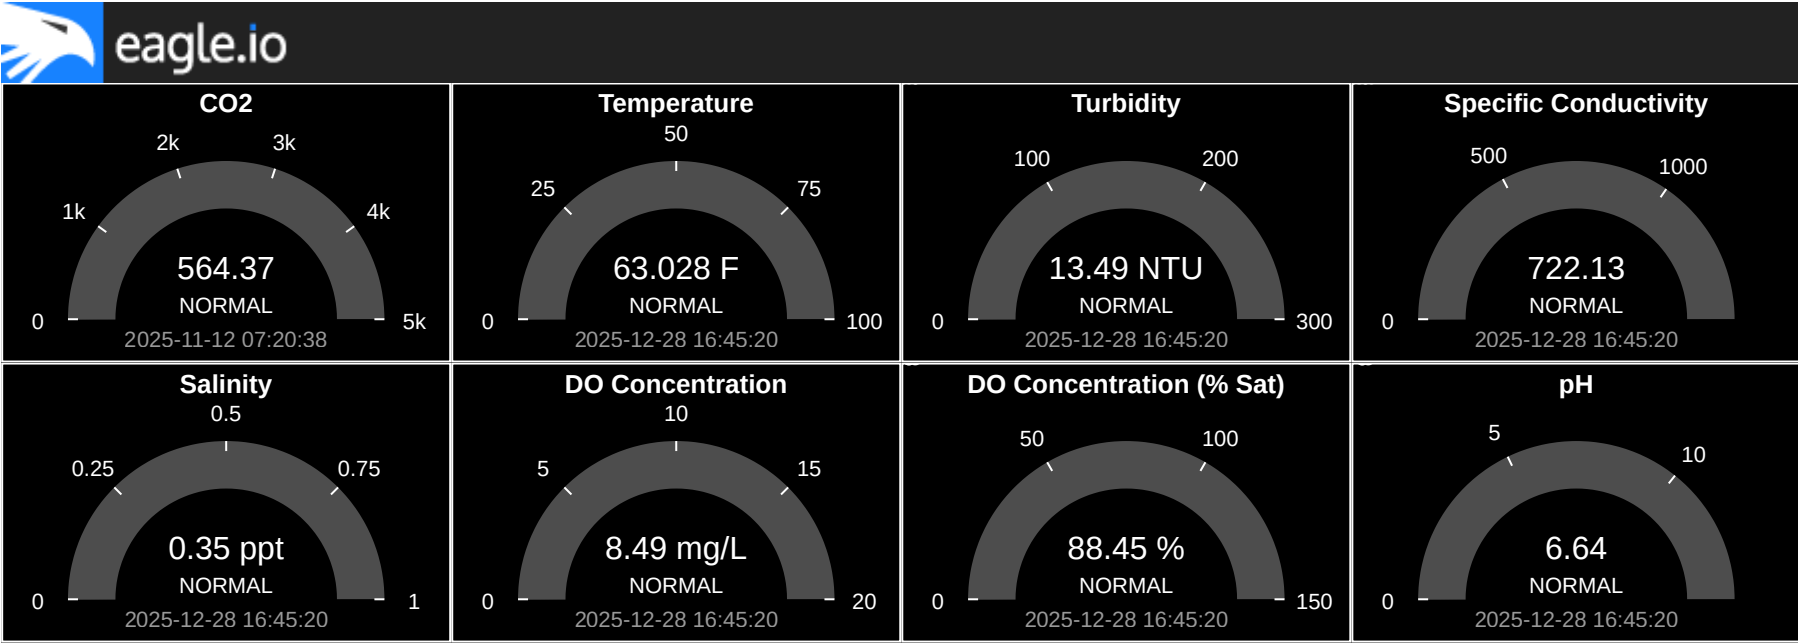 eagle.io
CO2
2k
3k
1k
4k
564.37
NORMAL
0
5k
2025-11-12 07:20:38
Temperature
50
25
75
63.028 F
NORMAL
0
100
2025-12-28 16:45:20
Turbidity
100
200
13.49 NTU
NORMAL
0
300
2025-12-28 16:45:20
Specific Conductivity
500
1000
722.13
NORMAL
0
2025-12-28 16:45:20
Salinity
0.5
0.25
0.75
0.35 ppt
NORMAL
0
1
2025-12-28 16:45:20
DO Concentration
10
5
15
8.49 mg/L
NORMAL
0
20
2025-12-28 16:45:20
DO Concentration (% Sat)
50
100
88.45 %
NORMAL
0
150
2025-12-28 16:45:20
pH
5
10
6.64
NORMAL
0
2025-12-28 16:45:20